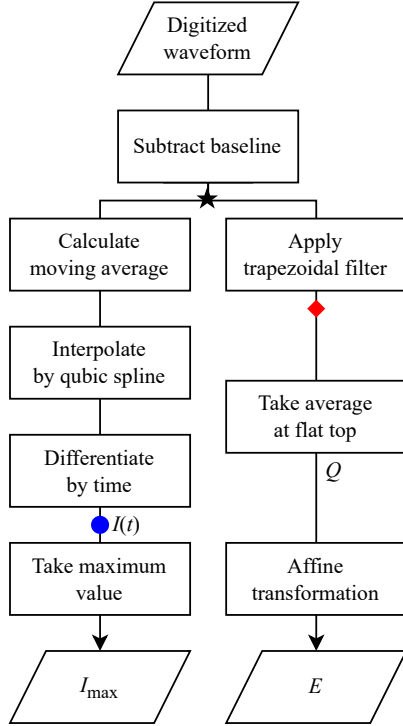 Digitized
waveform
Subtract baseline
Calculate
moving average
Interpolate
by qubic spline
Differentiate
by time
I(t)
Take maximum
value
I_max
Apply
trapezoidal filter
Take average
at flat top
Q
Affine
transformation
E